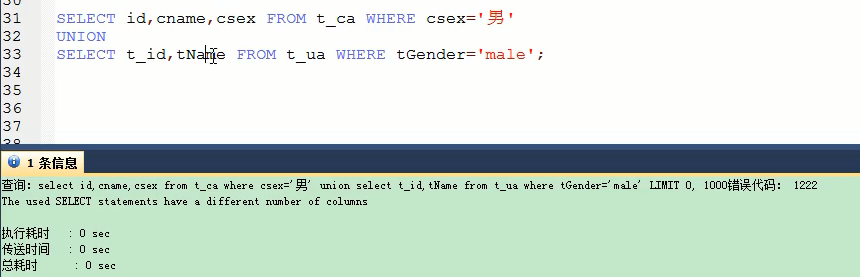 31 SELECT id,cname,csex FROM t_ca WHERE csex='男'
32 UNION
33 SELECT t_id,tName FROM t_ua WHERE tGender='male';
34
35
36
37
38
1 条信息
查询: select id,cname,csex from t_ca where csex='男' union select t_id,tName from t_ua where tGender='male' LIMIT 0, 1000错误代码: 1222
The used SELECT statements have a different number of columns
执行耗时 : 0 sec
传送时间 : 0 sec
总耗时 : 0 sec